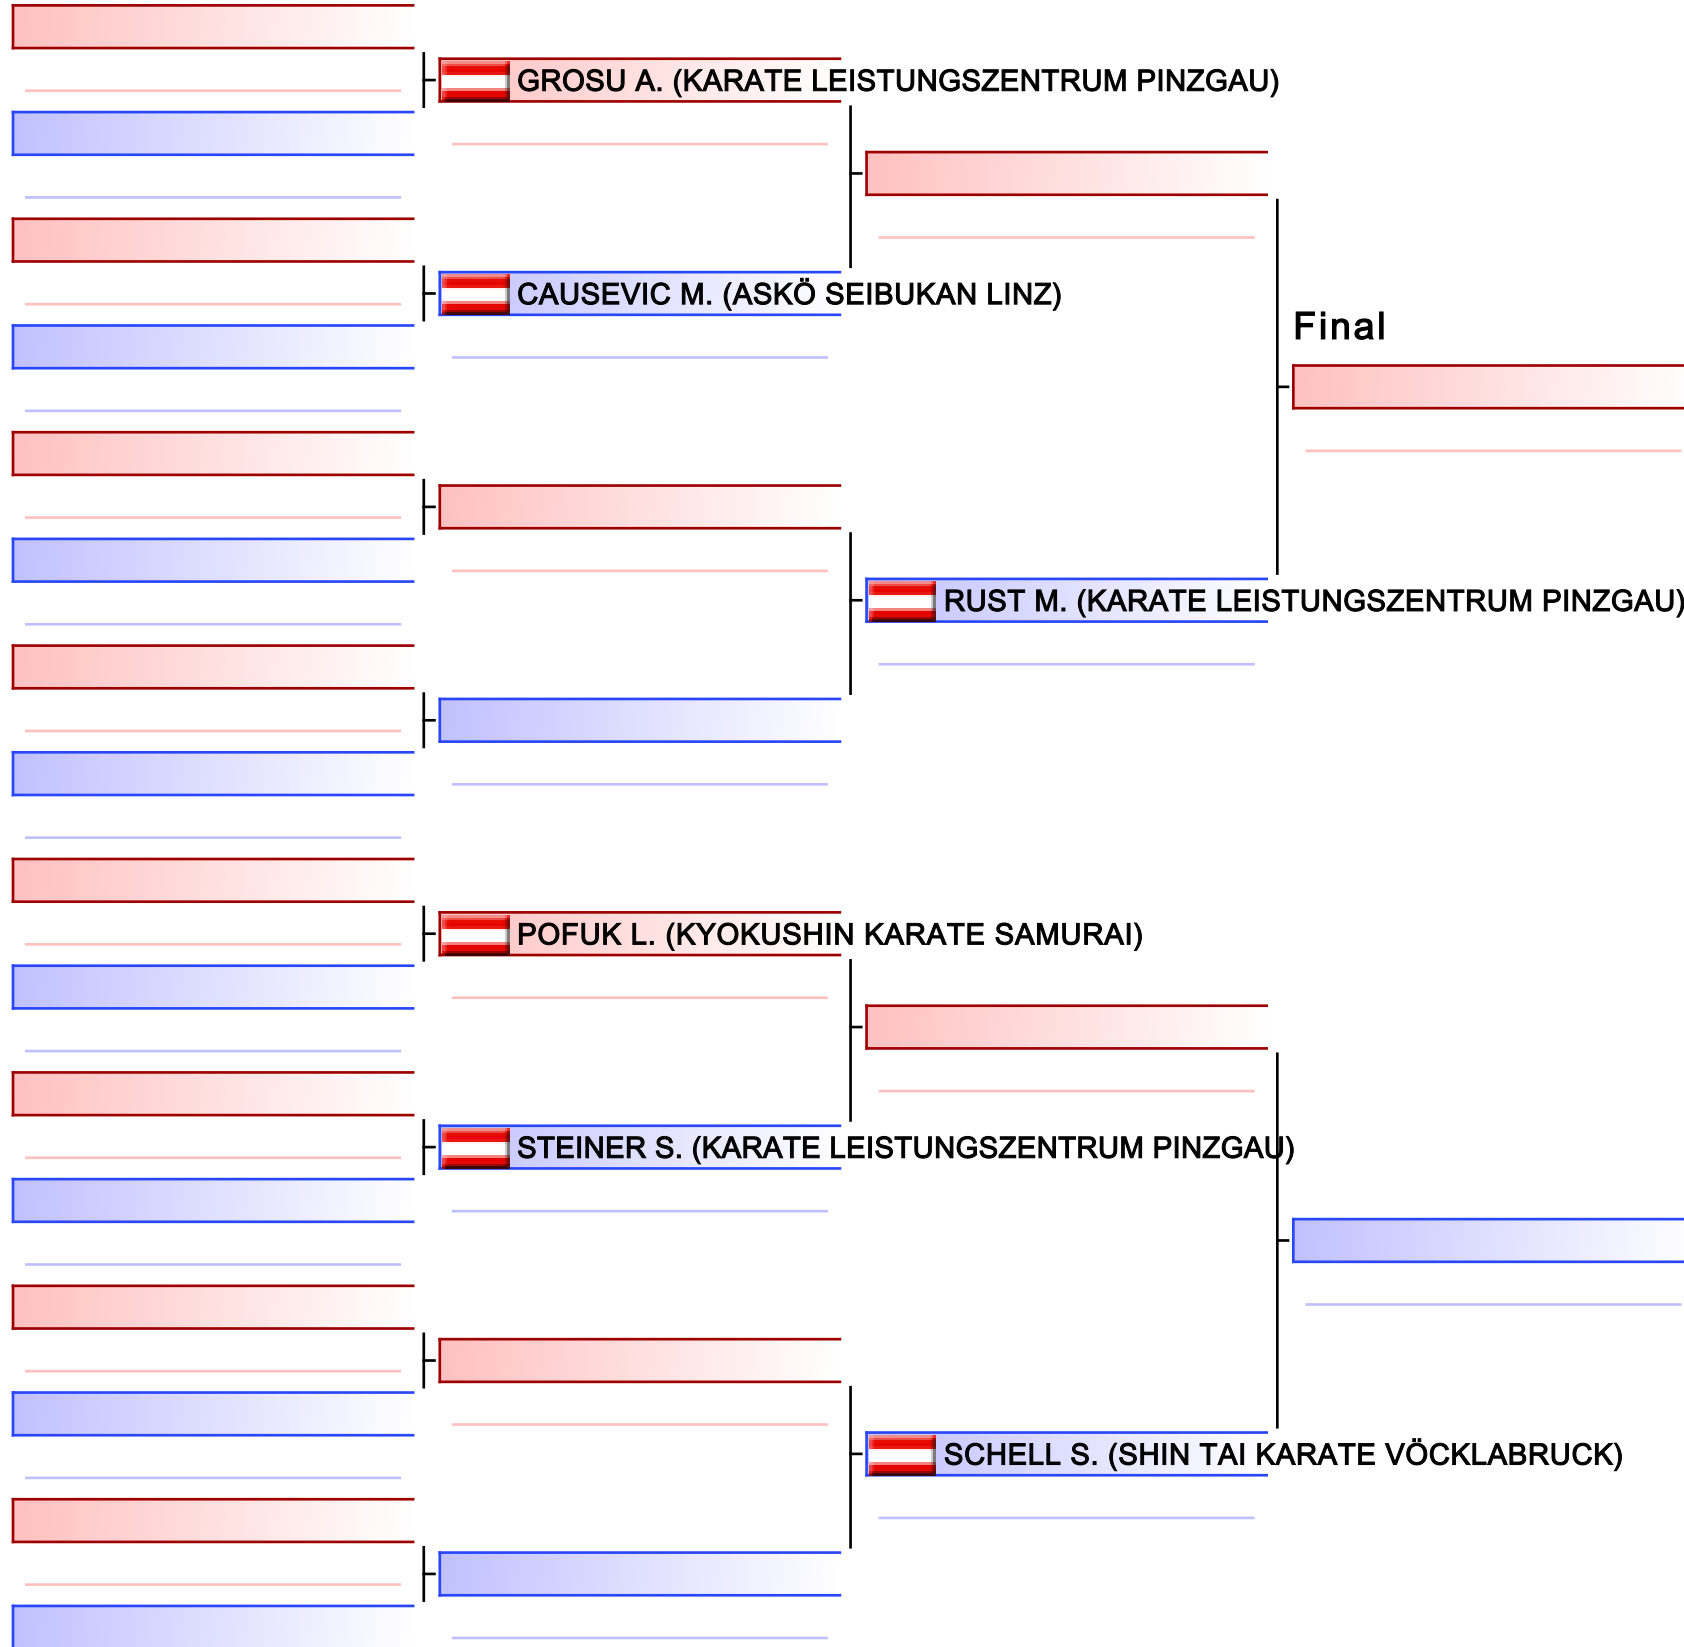 GROSU A. (KARATE LEISTUNGSZENTRUM PINZGAU)
CAUSEVIC M. (ASKÖ SEIBUKAN LINZ)
Final
RUST M. (KARATE LEISTUNGSZENTRUM PINZGAU)
POFUK L. (KYOKUSHIN KARATE SAMURAI)
STEINER S. (KARATE LEISTUNGSZENTRUM PINZGAU)
SCHELL S. (SHIN TAI KARATE VÖCKLABRUCK)